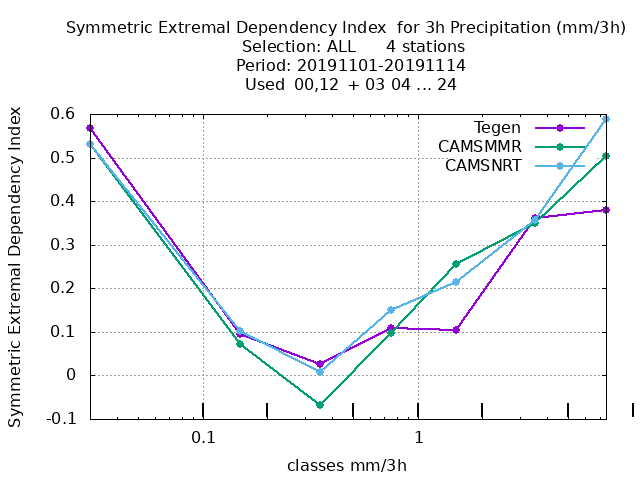 Symmetric Extremal Dependency Index for 3h Precipitation (mm/3h)
Selection: ALL 4 stations
Period: 20191101-20191114
Used 00,12 + 03 04 ... 24
Symmetric Extremal Dependency Index
0.6
0.5
0.4
0.3
0.2
0.1
0
-0.1
Tegen
CAMSMMR
CAMSNRT
0.1 1
classes mm/3h